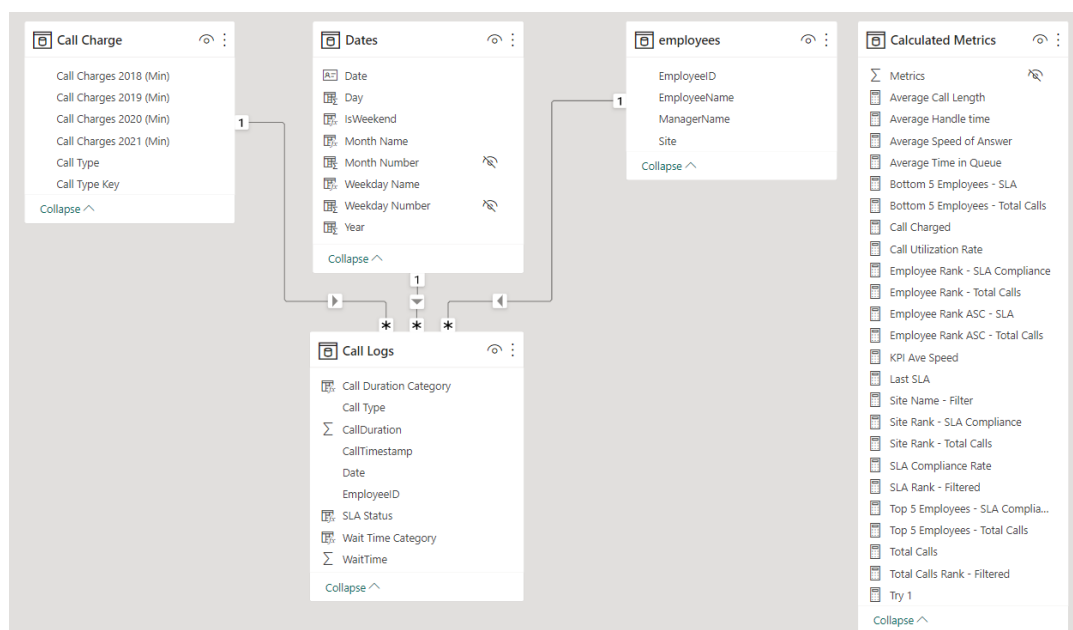 Call Charge
Call Charges 2018 (Min)
Call Charges 2019 (Min)
Call Charges 2020 (Min)
Call Charges 2021 (Min)
Call Type
Call Type Key
Collapse
Dates
Date
Day
IsWeekend
Month Name
Month Number
Weekday Name
Weekday Number
Year
Collapse
employees
EmployeeID
EmployeeName
ManagerName
Site
Collapse
Calculated Metrics
Metrics
Average Call Length
Average Handle time
Average Speed of Answer
Average Time in Queue
Bottom 5 Employees - SLA
Bottom 5 Employees - Total Calls
Call Charged
Call Utilization Rate
Employee Rank - SLA Compliance
Employee Rank - Total Calls
Employee Rank ASC - SLA
Employee Rank ASC - Total Calls
KPI Ave Speed
Last SLA
Site Name - Filter
Site Rank - SLA Compliance
Site Rank - Total Calls
SLA Compliance Rate
SLA Rank - Filtered
Top 5 Employees - SLA Complia...
Top 5 Employees - Total Calls
Total Calls
Total Calls Rank - Filtered
Try 1
Collapse
1
1
1
* * *
Call Logs
Call Duration Category
Call Type
CallDuration
CallTimestamp
Date
EmployeeID
SLA Status
Wait Time Category
WaitTime
Collapse